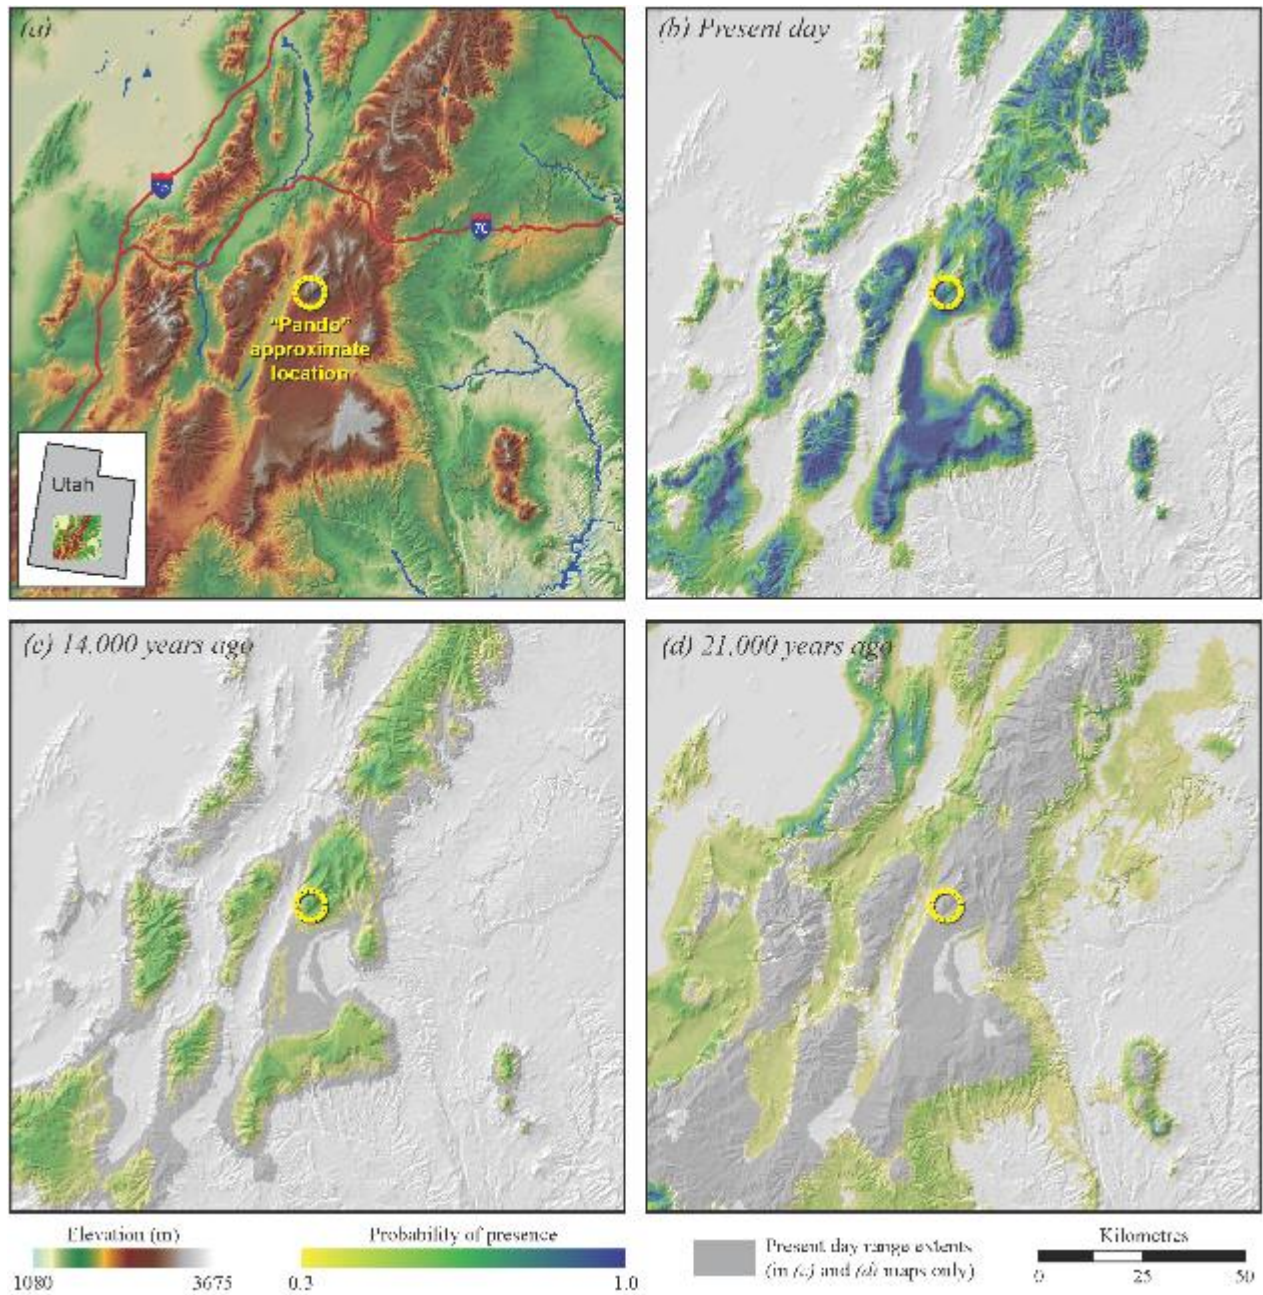 (a)
(b) Present day
70
"Pando"
approximate
location
Utah
(c) 14,000 years ago
(d) 21,000 years ago
Elevation (m)
1080
3675
Probability of presence
0.3
1.0
Present day range extents
(in (c) and (d) maps only)
Kilometres
0
25
50